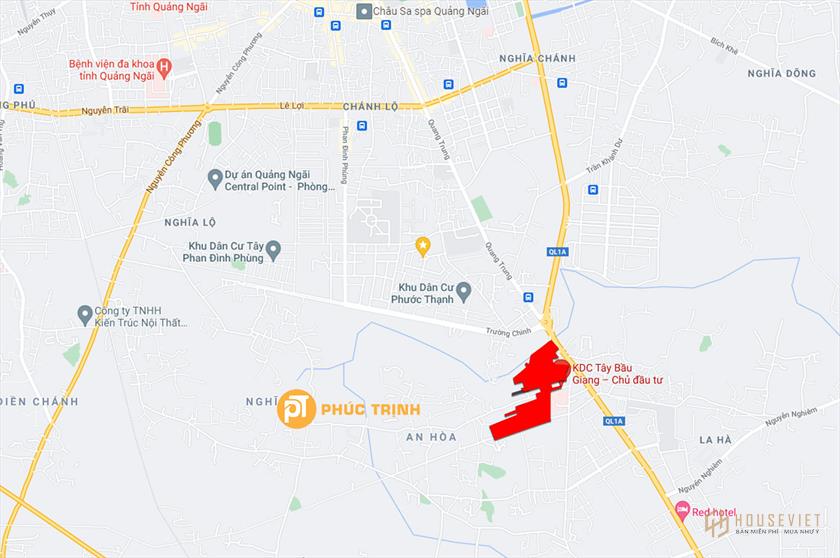 Tỉnh Quảng Ngãi
Nguyễn Thụy
Châu Sa spa Quảng Ngãi
Bích Khê
Bệnh viện đa khoa
tỉnh Quảng Ngãi
Nguyễn Công Phương
NGHĨA CHÁNH
NGHĨA DÕNG
NG PHÚ
Nguyễn Trãi
Lê Lợi
CHÁNH LỘ
Quang Trung
Phan Đình Phùng
Nguyễn Công Phương
Trần Khánh Dư
Dự án Quảng Ngãi
Central Point - Phòng...
NGHĨA LỘ
Khu Dân Cư Tây
Phan Đình Phùng
Quang Trung
QL1A
Khu Dân Cư
Phước Thạnh
Công ty TNHH
Kiến Trúc Nội Thất...
Trường Chinh
KDC Tây Bàu
Giang – Chủ đầu tư
DIÊN CHÁNH
NGHĨ
PT PHÚC TRỊNH
AN HÒA
QL1A
Nguyễn Nghiêm
LA HÀ
Nguyễn Nghiêm
Red hotel
HOUSEVIET
BÁN MIỄN PHÍ - MUA NHƯ Ý